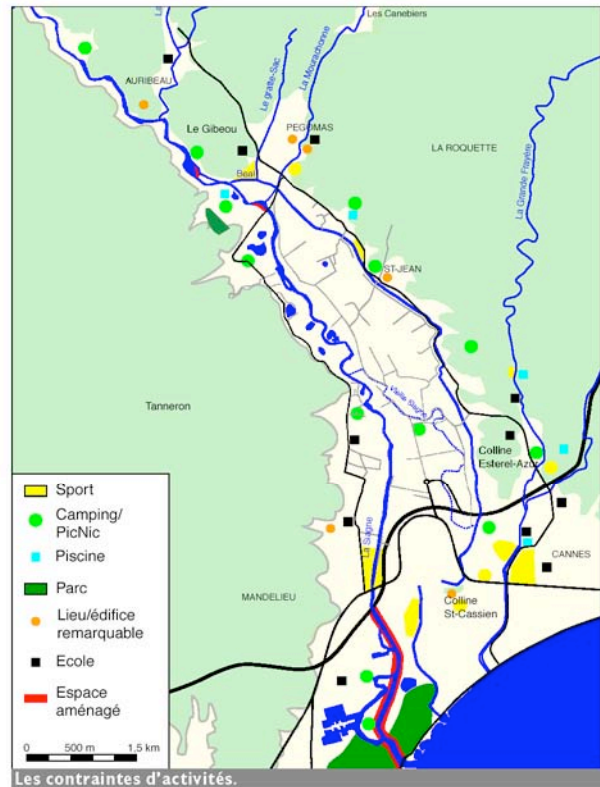 Les Canebiers
La
AURIBEAU
Le gratte-Sac
La Mourachonne
Le Gibeou
PEGOMAS
LA ROQUETTE
La Grande Frayère
Béal
ST-JEAN
Tanneron
Vieille Siagne
Colline
Esterel-Azur
La Siagne
CANNES
MANDELIEU
Colline
St-Cassien
Sport
Camping/
PicNic
Piscine
Parc
Lieu/édifice
remarquable
Ecole
Espace
aménagé
0 500 m 1,5 km
Les contraintes d'activités.